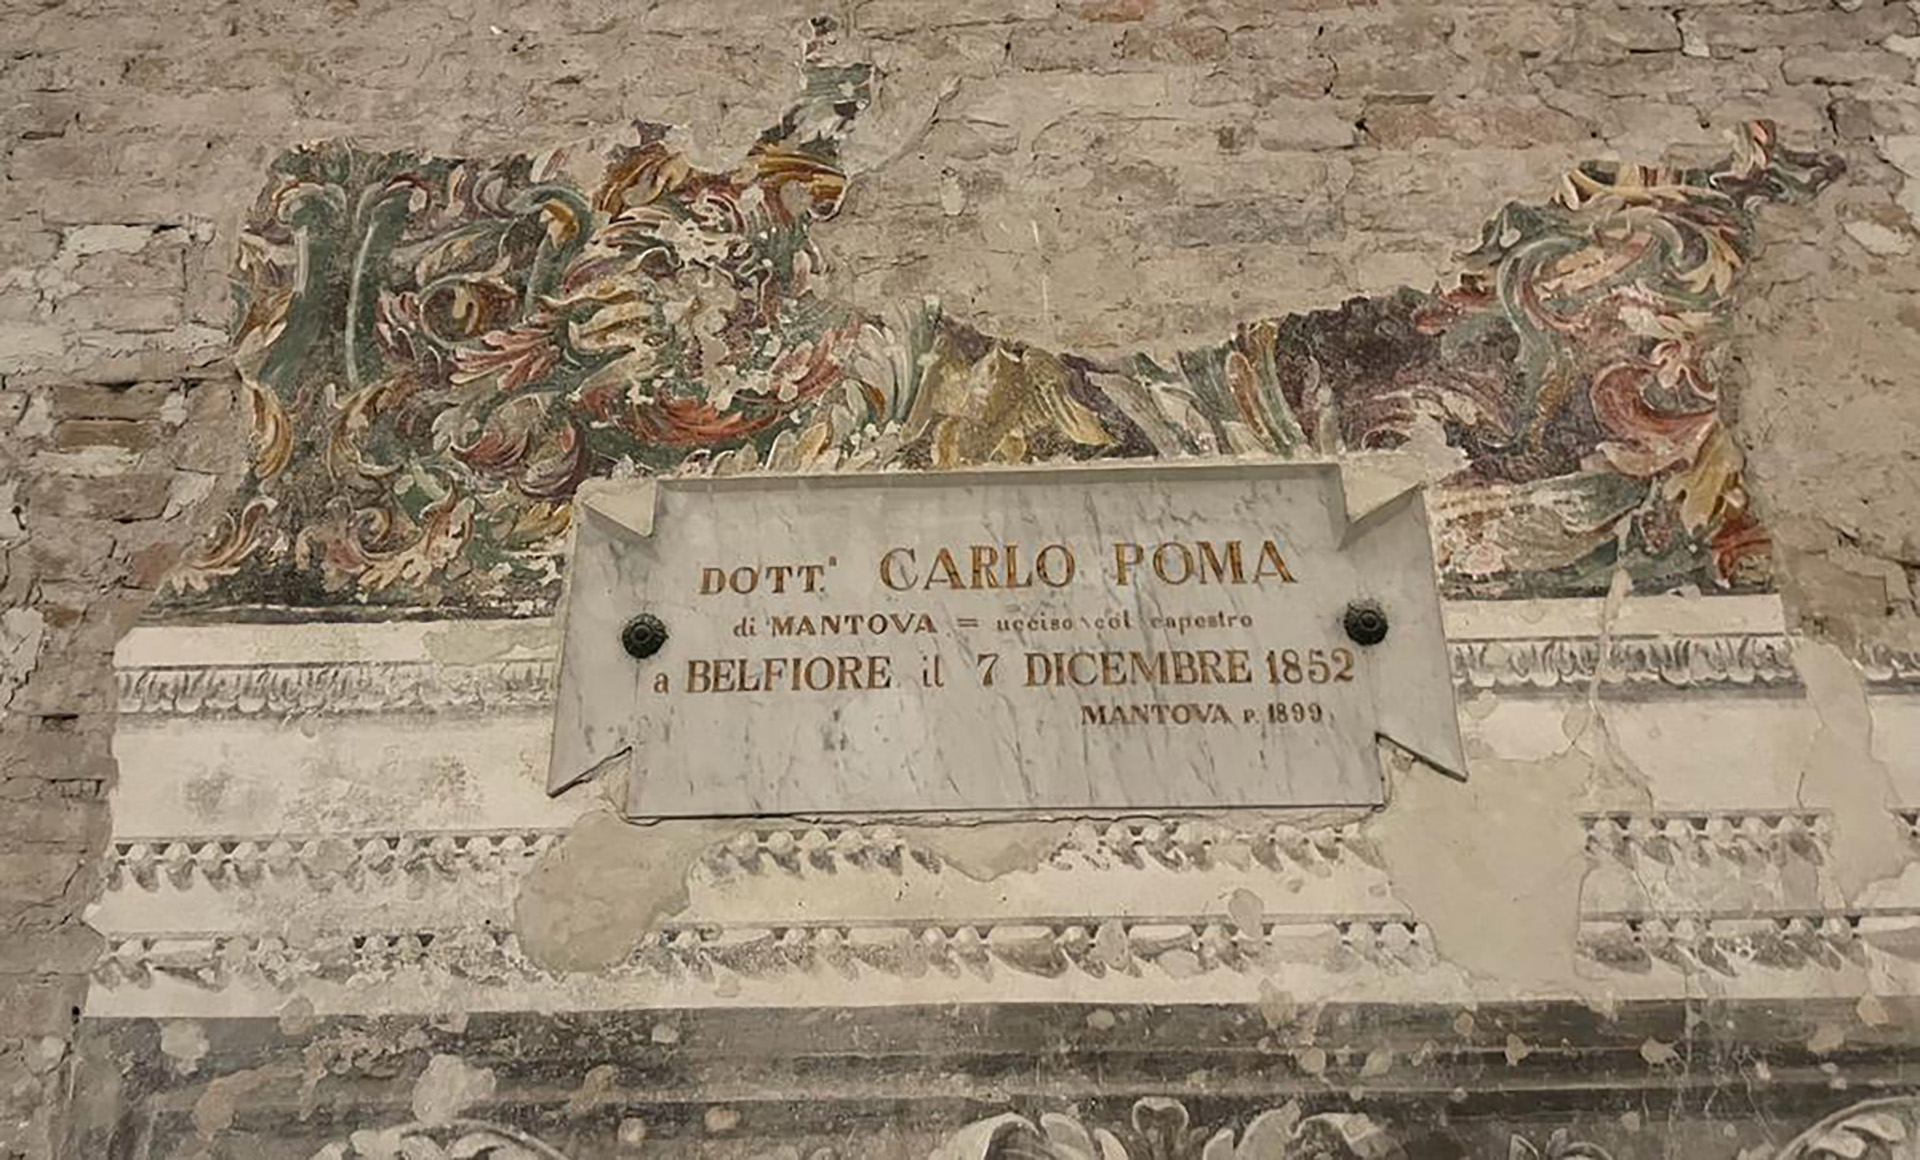 DOTT.ʳ CARLO POMA
di MANTOVA = ucciso col capestro
a BELFIORE il 7 DICEMBRE 1852
MANTOVA P. 1899